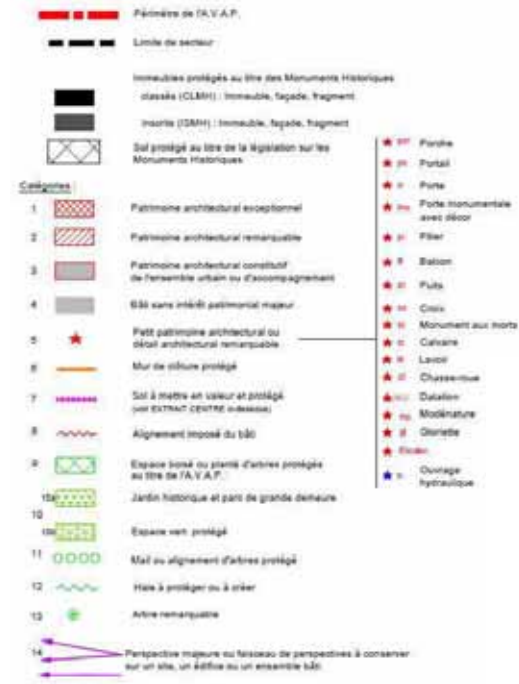 Périmètre de l'A.V.A.P.
Limite de secteur
Immeubles protégés au titre des Monuments Historiques
classés (CLMH) : Immeuble, façade, fragment
inscrits (ISMH) : Immeuble, façade, fragment
Sol protégé au titre de la législation sur les
Monuments Historiques
Catégories :
1 Patrimoine architectural exceptionnel
2 Patrimoine architectural remarquable
3 Patrimoine architectural constitutif
de l'ensemble urbain ou d'accompagnement
4 Bâti sans intérêt patrimonial majeur
5 Petit patrimoine architectural ou
détail architectural remarquable
6 Mur de clôture protégé
7 Sol à mettre en valeur et protégé
(voir EXTRAIT CENTRE ci-dessous)
8 Alignement imposé du bâti
9 Espace boisé ou planté d'arbres protégés
au titre de l'A.V.A.P.
10a Jardin historique et parc de grande demeure
10
10b Espace vert protégé
11 Mail ou alignement d'arbres protégé
12 Haie à protéger ou à créer
13 Arbre remarquable
14 Perspective majeure ou faisceau de perspectives à conserver
sur un site, un édifice ou un ensemble bâti
Porche
Portail
Porte
Porte monumentale
avec décor
Pilier
Balcon
Puits
Croix
Monument aux morts
Calvaire
Lavoir
Chasse-roue
Datation
Modénature
Gloriette
Ouvrage
hydraulique